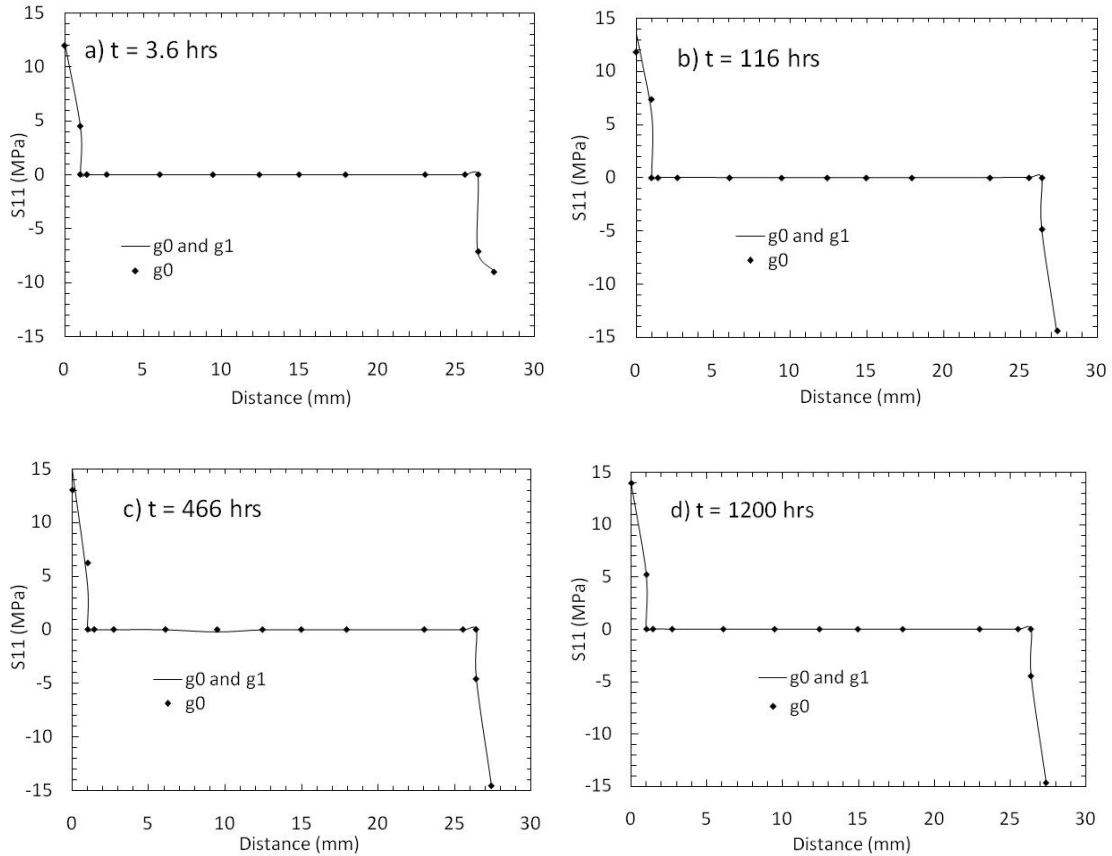 a) t = 3.6 hrs
15
10
5
0
-5
-10
-15
S11 (MPa)
g0 and g1
g0
0 5 10 15 20 25 30
Distance (mm)
b) t = 116 hrs
15
10
5
0
-5
-10
-15
S11 (MPa)
g0 and g1
g0
0 5 10 15 20 25 30
Distance (mm)
c) t = 466 hrs
15
10
5
0
-5
-10
-15
S11 (MPa)
g0 and g1
g0
0 5 10 15 20 25 30
Distance (mm)
d) t = 1200 hrs
15
10
5
0
-5
-10
-15
S11 (MPa)
g0 and g1
g0
0 5 10 15 20 25 30
Distance (mm)